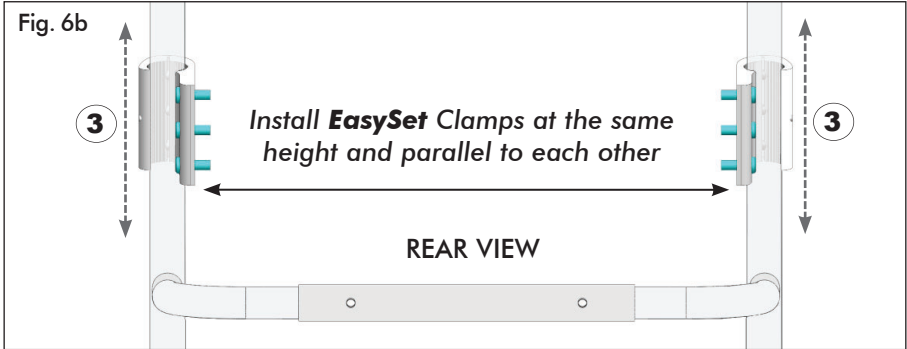 Fig. 6b
3
Install EasySet Clamps at the same
height and parallel to each other
3
REAR VIEW